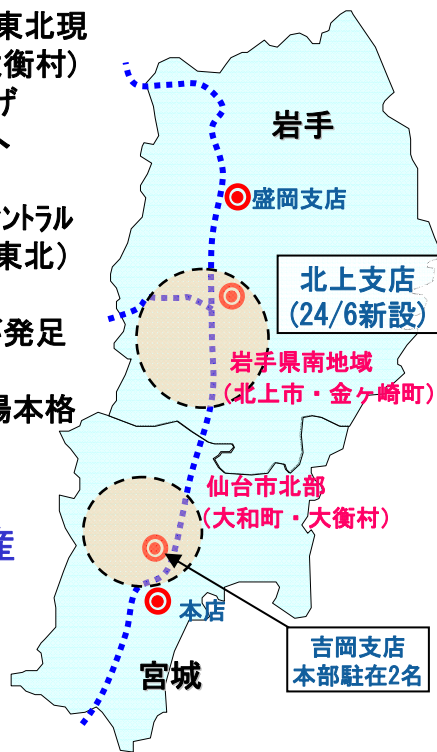 東北現
衡村）
げ
へ
ントラル
東北）
発足
場本格
産
岩手
盛岡支店
北上支店
（24/6新設）
岩手県南地域
（北上市・金ヶ崎町）
仙台市北部
（大和町・大衡村）
本店
吉岡支店
本部駐在2名
宮城